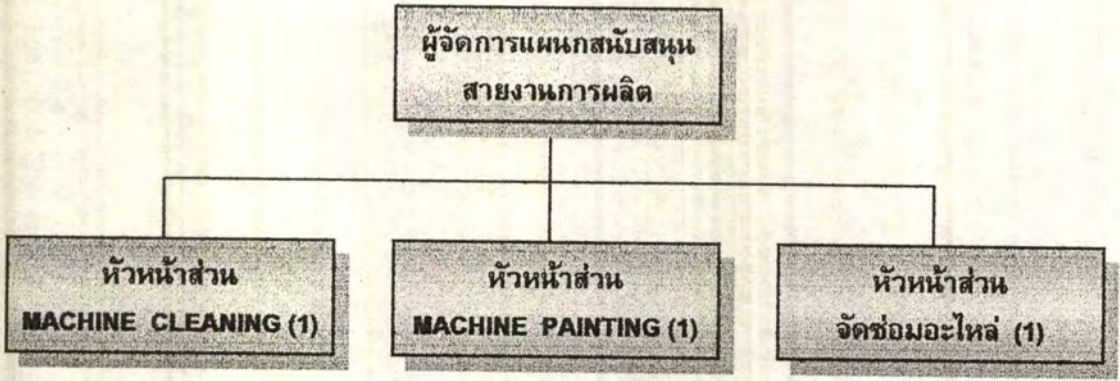 ผู้จัดการแผนกสนับสนุน
สายงานการผลิต
หัวหน้าส่วน
MACHINE CLEANING (1)
หัวหน้าส่วน
MACHINE PAINTING (1)
หัวหน้าส่วน
จัดซ่อมอะไหล่ (1)